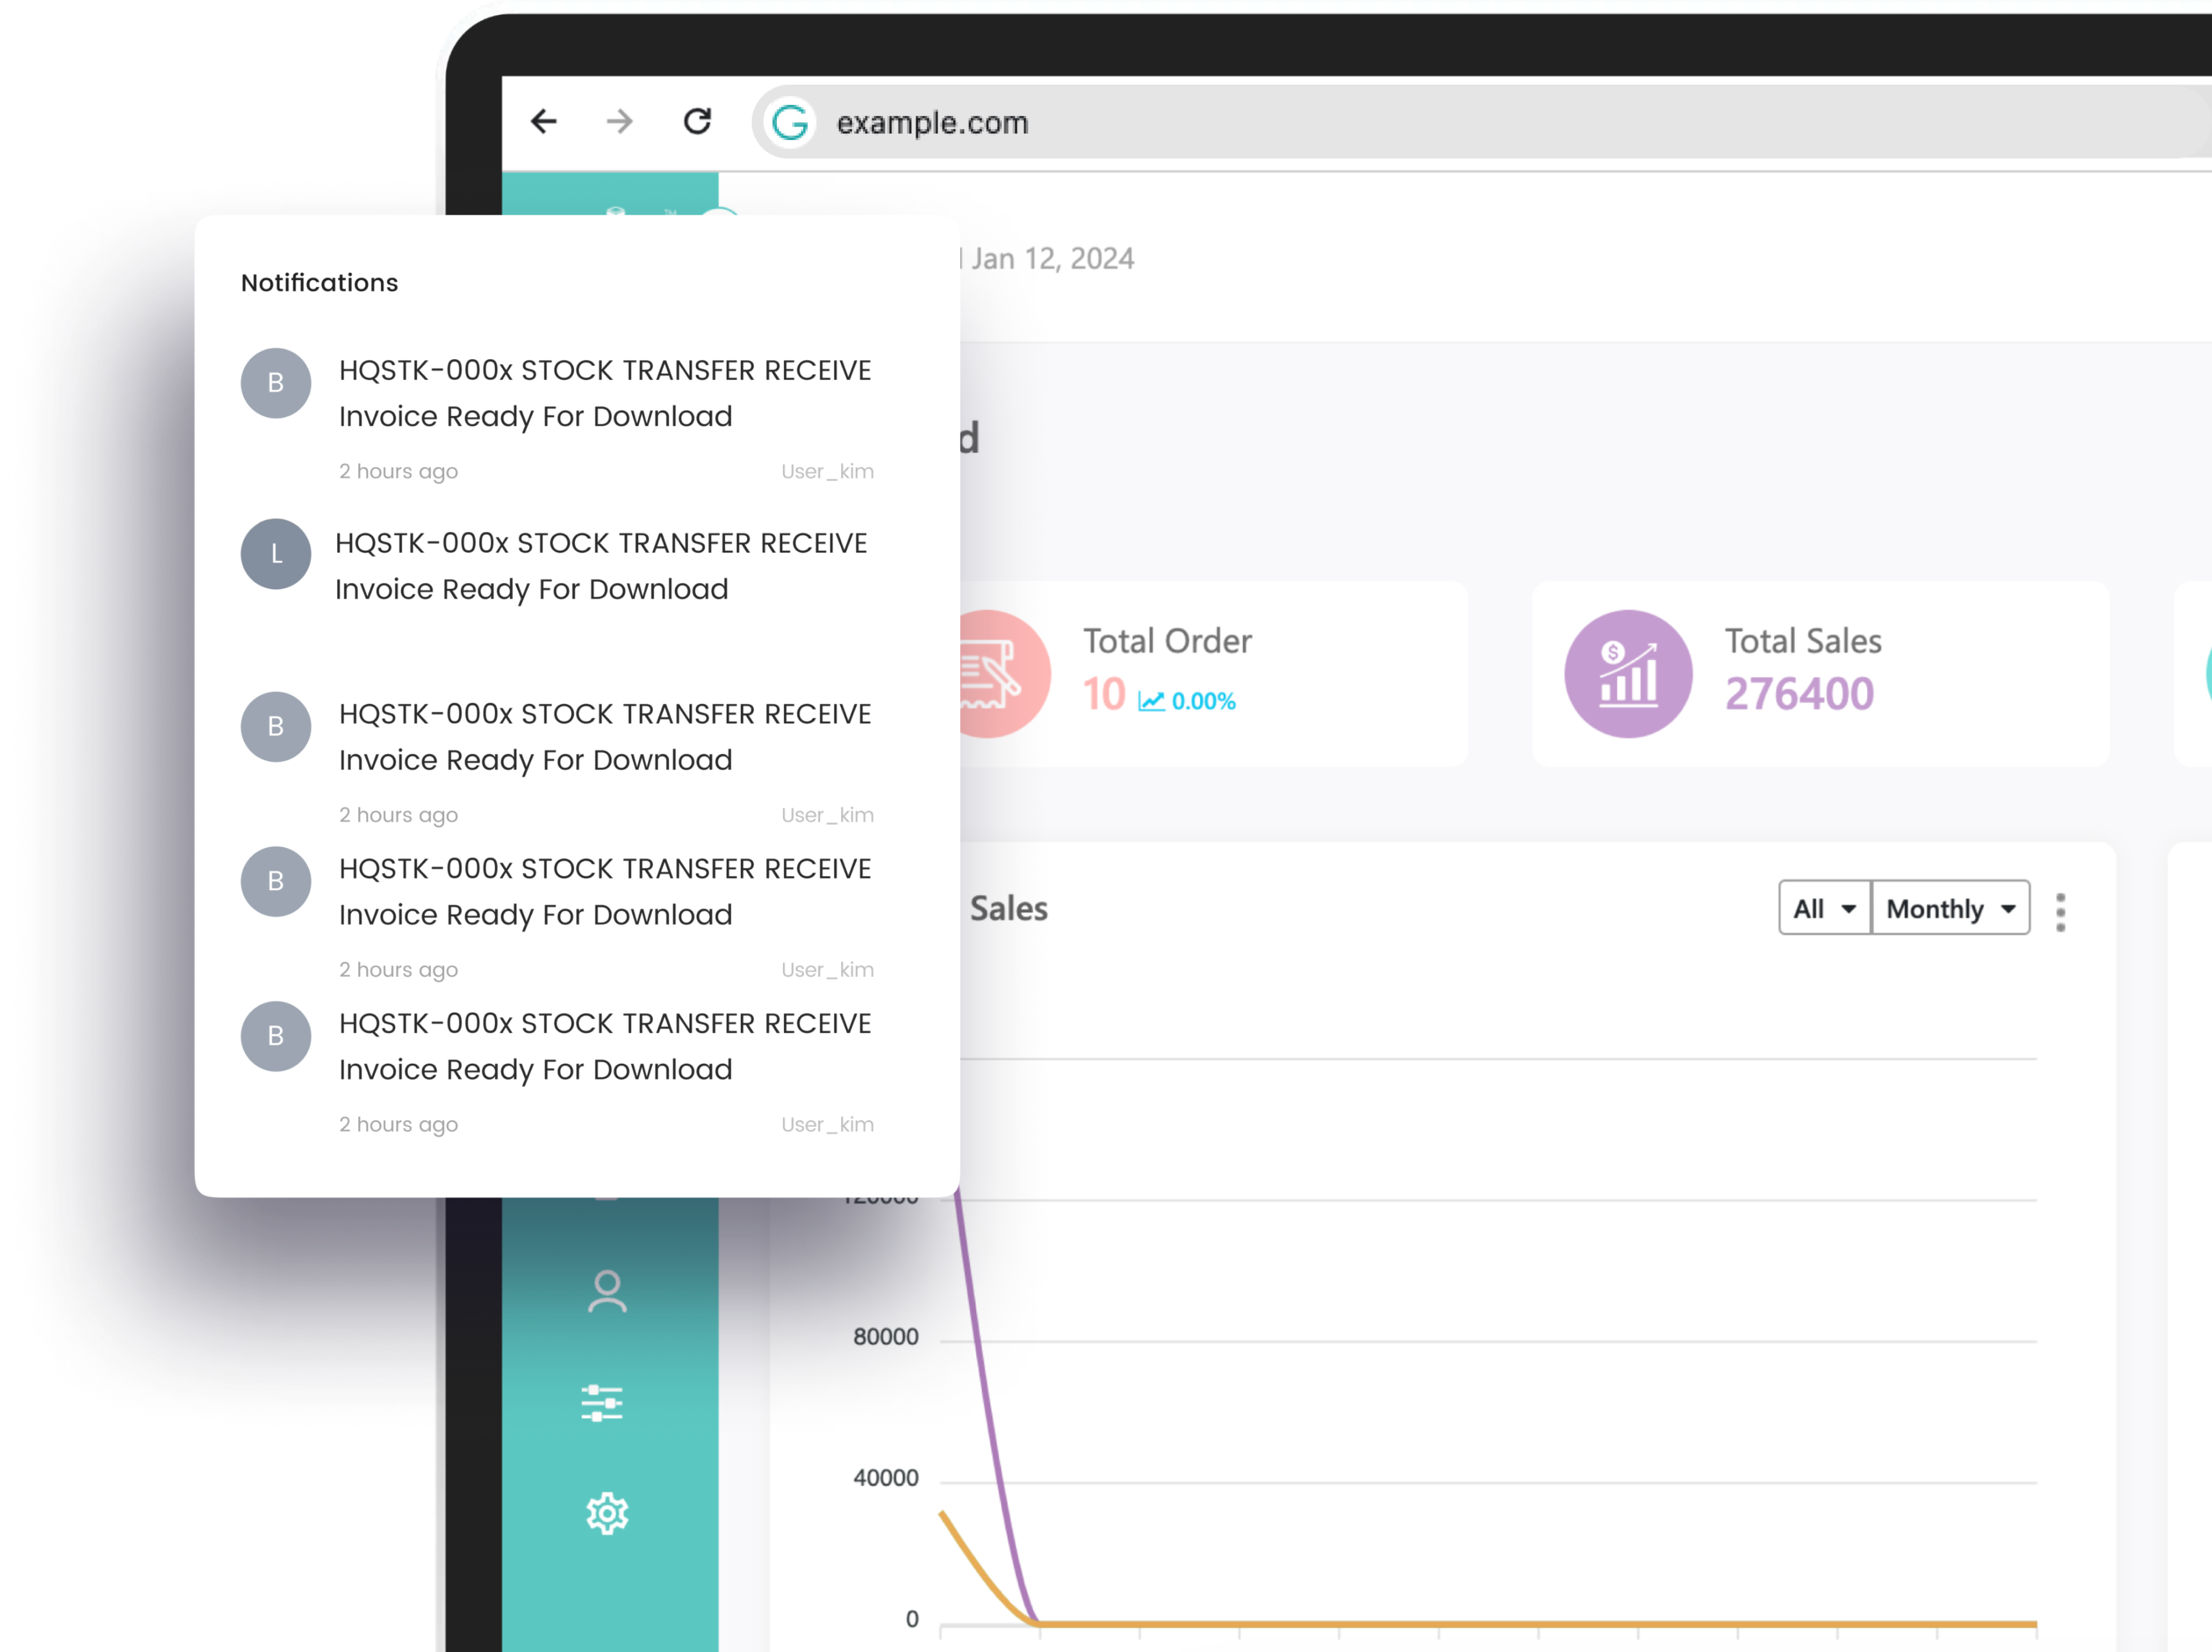 example.com
TM
Jan 12, 2024
Notifications
B
HQSTK-000x STOCK TRANSFER RECEIVE
Invoice Ready For Download
2 hours ago User_kim
L
HQSTK-000x STOCK TRANSFER RECEIVE
Invoice Ready For Download
B
HQSTK-000x STOCK TRANSFER RECEIVE
Invoice Ready For Download
2 hours ago User_kim
B
HQSTK-000x STOCK TRANSFER RECEIVE
Invoice Ready For Download
2 hours ago User_kim
B
HQSTK-000x STOCK TRANSFER RECEIVE
Invoice Ready For Download
2 hours ago User_kim
d
Total Order
10 0.00%
Total Sales
276400
Sales
All Monthly
80000
40000
0